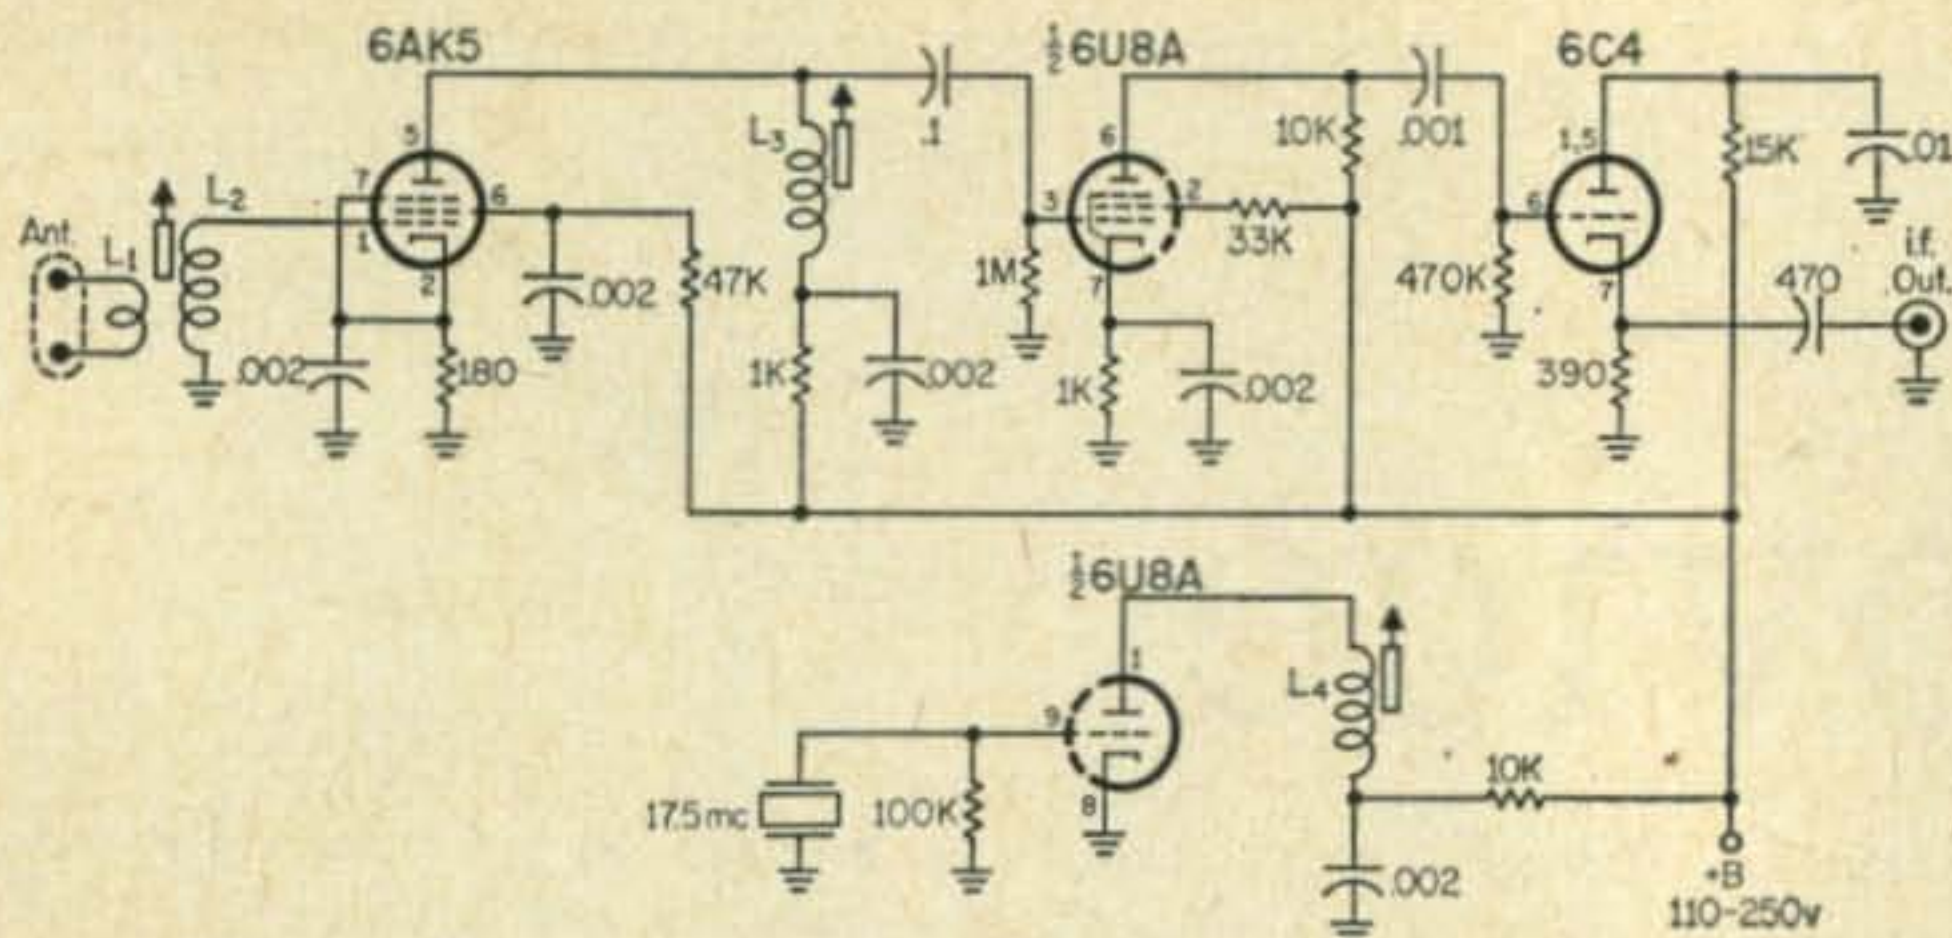 6AK5
½6U8A
6C4
5
7
1
6
2
L2
Ant.
L1
.002
180
.002
47K
L3
1K
.002
.1
1M
6
3
2
7
1K
.002
33K
10K
.001
1,5
6
7
470K
390
15K
.01
470
i.f.
Out.
½6U8A
1
9
8
17.5mc
100K
L4
10K
.002
+B
110-250v